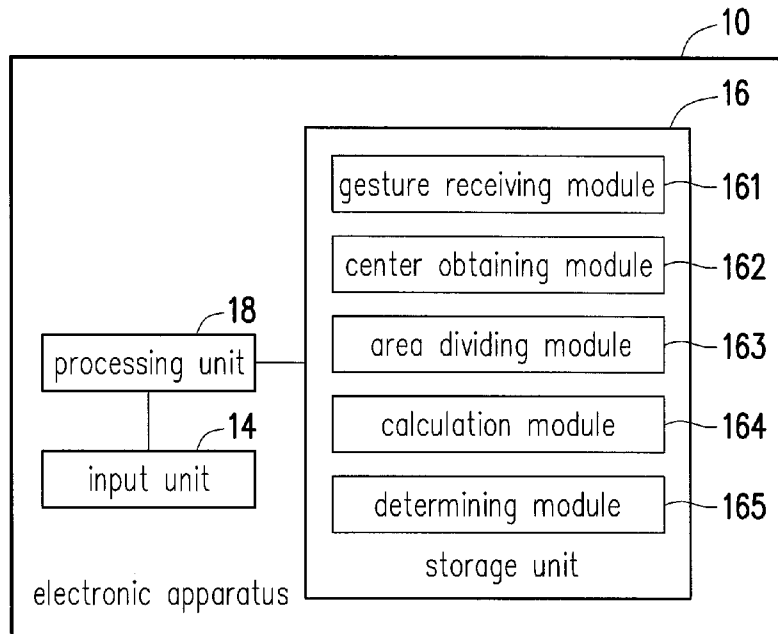 10
16
gesture receiving module
161
center obtaining module
162
18
processing unit
area dividing module
163
calculation module
164
14
input unit
determining module
165
storage unit
electronic apparatus